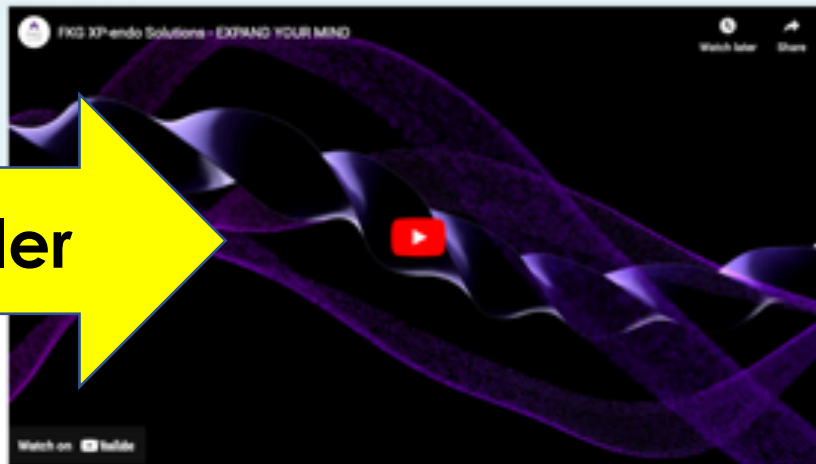 FKG XP-endo Solutions - EXPAND YOUR MIND
Watch later
Share
ler
Watch on YouTube